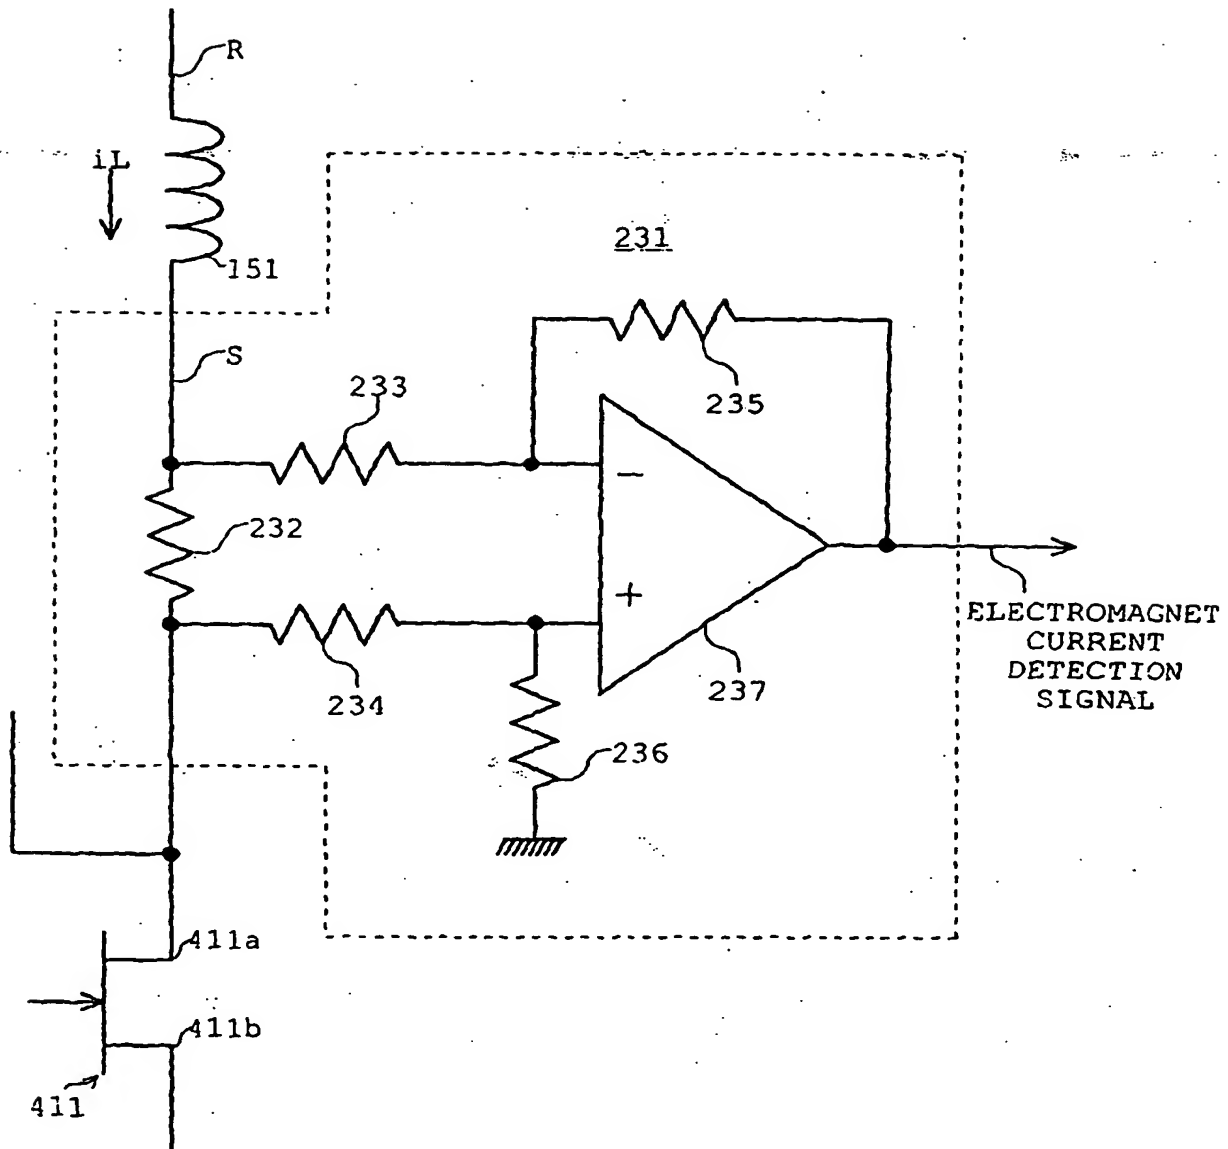 R
iL
231
151
S
233
235
232
−
+
ELECTROMAGNET
CURRENT
DETECTION
SIGNAL
234
237
236
411a
411b
411